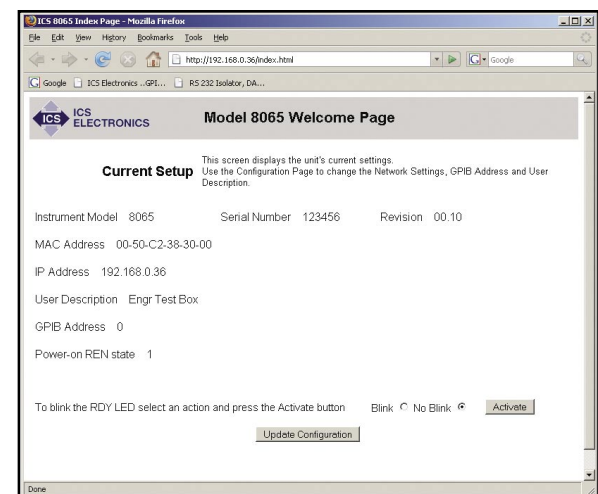 ICS 8065 Index Page - Mozilla Firefox
File Edit View History Bookmarks Tools Help
http://192.168.0.36/index.html
G Google
Google ICS Electronics ..GPI... RS 232 Isolator, DA...
ICS ICS ELECTRONICS Model 8065 Welcome Page
Current Setup
This screen displays the unit's current settings.
Use the Configuration Page to change the Network Settings, GPIB Address and User
Description.
Instrument Model 8065 Serial Number 123456 Revision 00.10
MAC Address 00-50-C2-38-30-00
IP Address 192.168.0.36
User Description Engr Test Box
GPIB Address 0
Power-on REN state 1
To blink the RDY LED select an action and press the Activate button Blink No Blink Activate
Update Configuration
Done